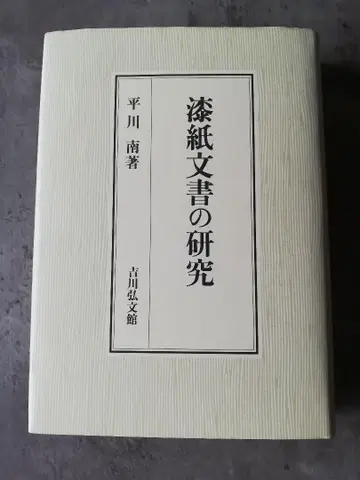 漆紙文書の研究
平川 南著
吉川弘文館